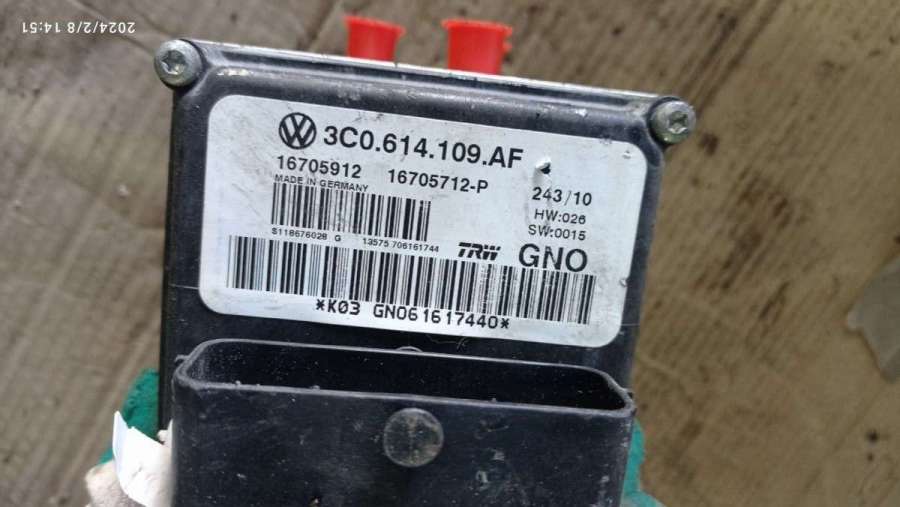 2024/2/8 14:51
3C0.614.109.AF
16705912 16705712-P
MADE IN GERMANY
243/10
HW:026
SW:0015
S118676028 G 13575 706161744
TRW GNO
*K03 GNO61617440*